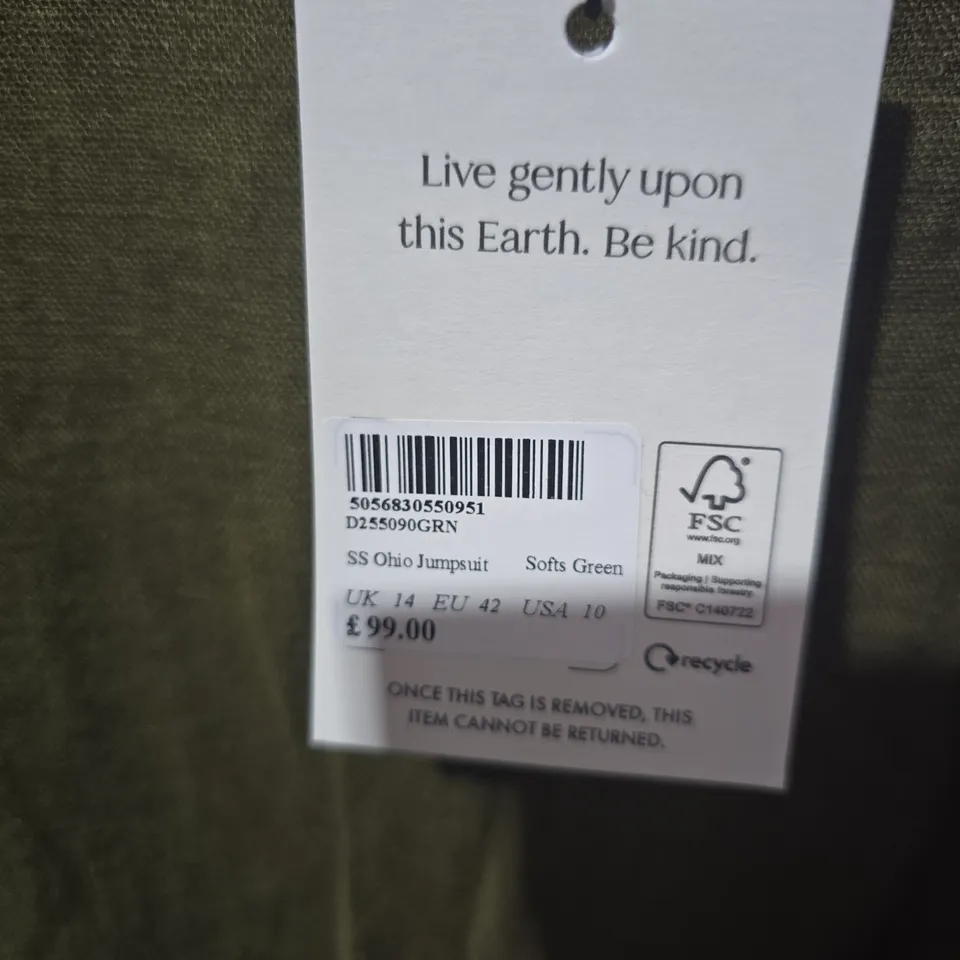 Live gently upon
this Earth. Be kind.
5056830550951
D255090GRN
SS Ohio Jumpsuit Softs Green
UK 14 EU 42 USA 10
£99.00
FSC
www.fsc.org
MIX
Packaging | Supporting
responsible forestry
FSC® C140722
recycle
ONCE THIS TAG IS REMOVED, THIS
ITEM CANNOT BE RETURNED.